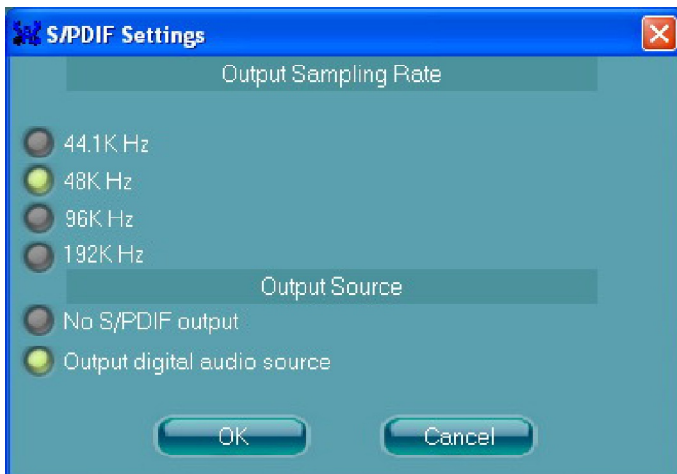 S/PDIF Settings
Output Sampling Rate
44.1K Hz
48K Hz
96K Hz
192K Hz
Output Source
No S/PDIF output
Output digital audio source
OK
Cancel